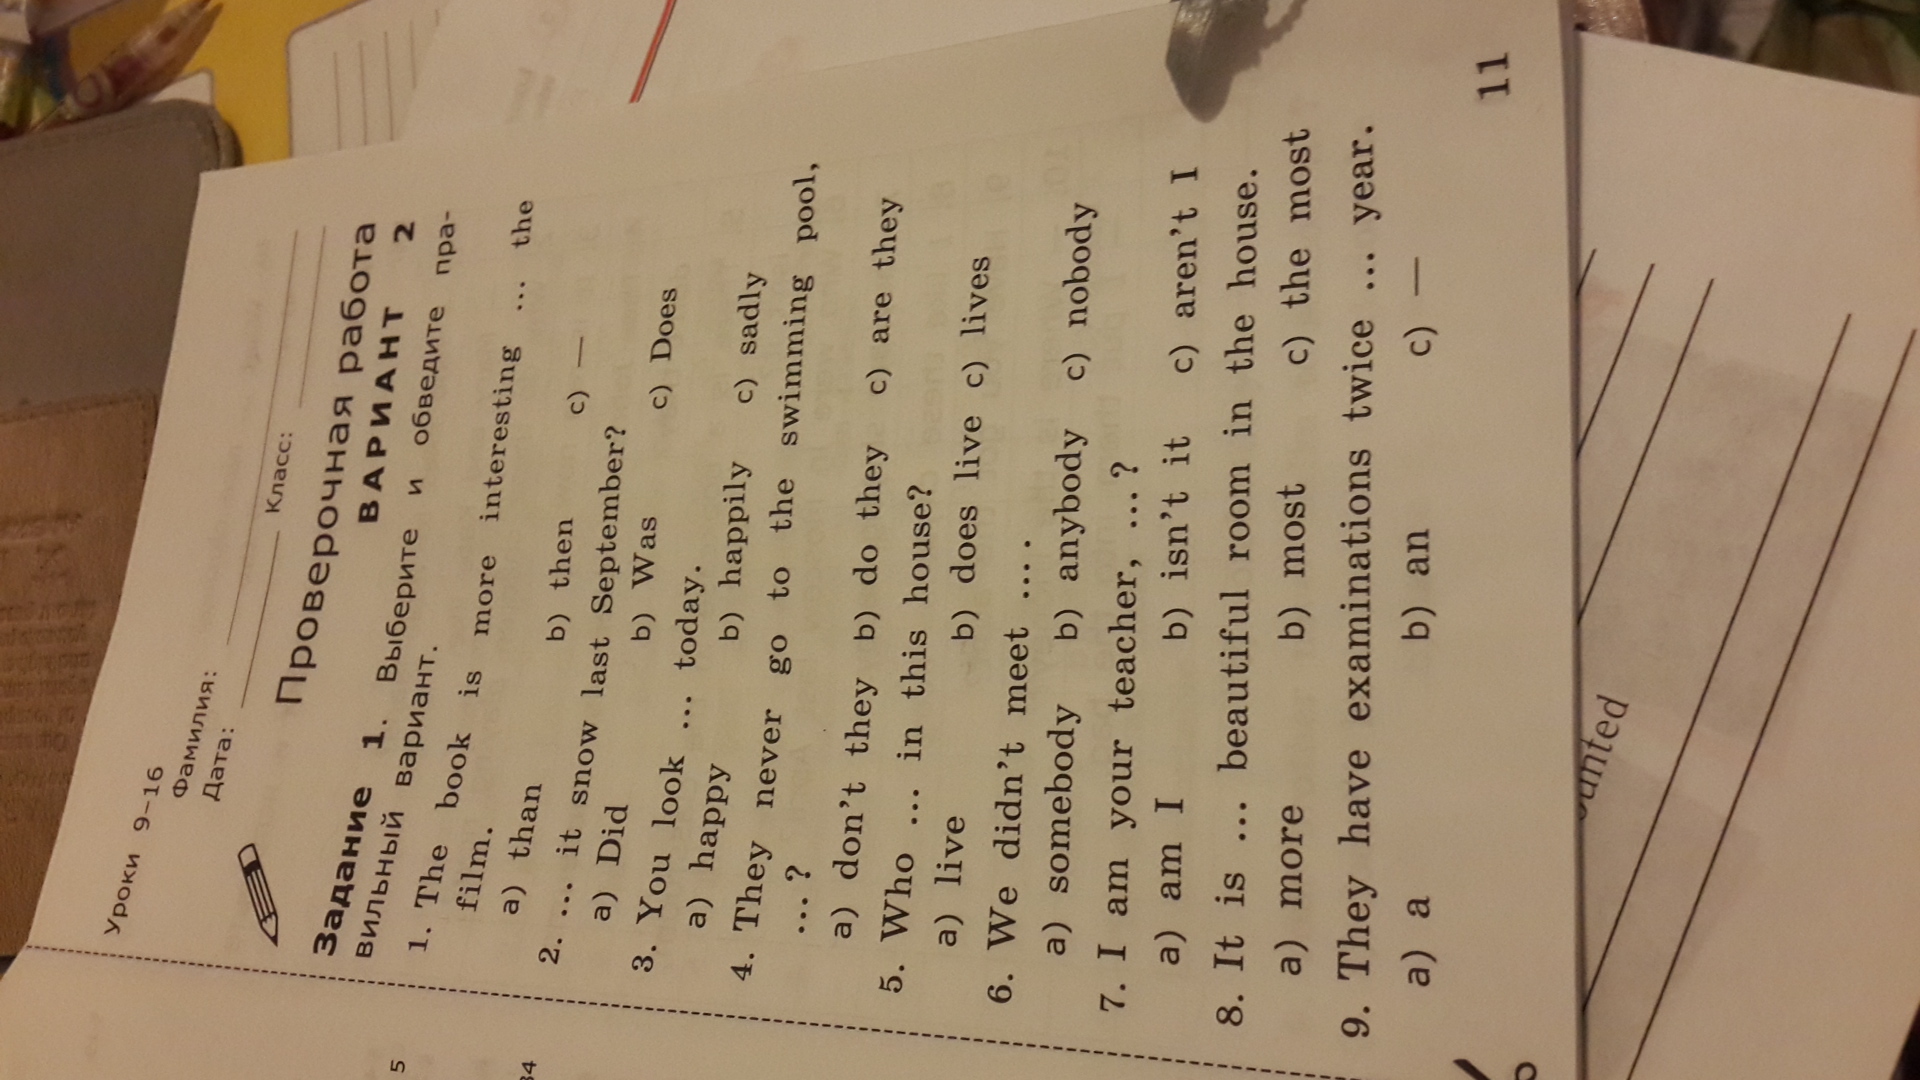 Уроки 9–16
Фамилия:
Дата: Класс:
Проверочная работа
ВАРИАНТ 2
Задание 1. Выберите и обведите пра-
вильный вариант.
1. The book is more interesting ... the
film.
a) than b) then c) —
2. ... it snow last September?
a) Did b) Was c) Does
3. You look ... today.
a) happy b) happily c) sadly
4. They never go to the swimming pool,
... ?
a) don't they b) do they c) are they
5. Who ... in this house?
a) live b) does live c) lives
6. We didn't meet ... .
a) somebody b) anybody c) nobody
7. I am your teacher, ... ?
a) am I b) isn't it c) aren't I
8. It is ... beautiful room in the house.
a) more b) most c) the most
9. They have examinations twice ... year.
a) a b) an c) —
11
5
34